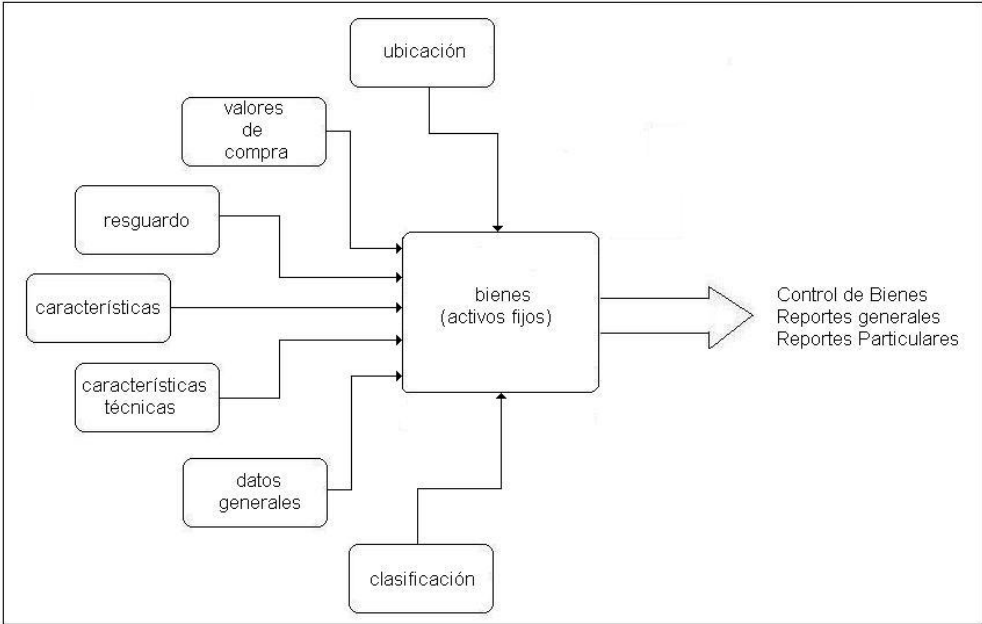 ubicación
valores
de
compra
resguardo
características
características
técnicas
datos
generales
clasificación
bienes
(activos fijos)
Control de Bienes
Reportes generales
Reportes Particulares